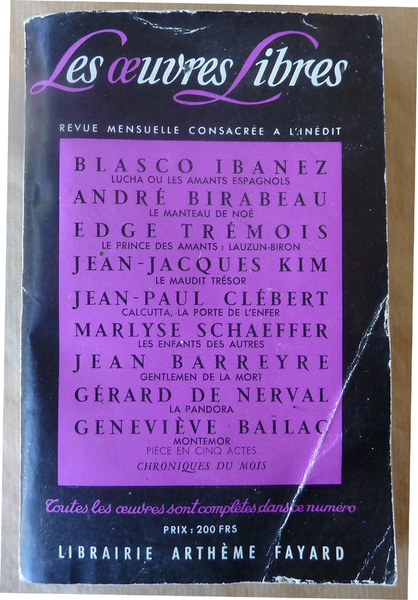 Les œuvres Libres
REVUE MENSUELLE CONSACRÉE A L'INÉDIT
BLASCO IBANEZ
LUCHA OU LES AMANTS ESPAGNOLS
ANDRÉ BIRABEAU
LE MANTEAU DE NOÉ
EDGE TRÉMOIS
LE PRINCE DES AMANTS : LAUZUN-BIRON
JEAN-JACQUES KIM
LE MAUDIT TRÉSOR
JEAN-PAUL CLÉBERT
CALCUTTA, LA PORTE DE L'ENFER
MARLYSE SCHAEFFER
LES ENFANTS DES AUTRES
JEAN BARREYRE
GENTLEMEN DE LA MORT
GÉRARD DE NERVAL
LA PANDORA
GENEVIÈVE BAÏLAC
MONTEMOR
PIÈCE EN CINQ ACTES
CHRONIQUES DU MOIS
Toutes les œuvres sont complètes dans ce numéro
PRIX : 200 FRS
LIBRAIRIE ARTHÈME FAYARD